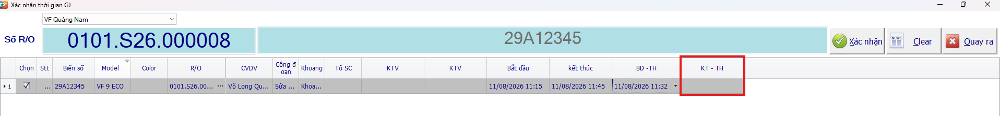 Xác nhận thời gian GJ
VF Quảng Nam
Số R/O
0101.S26.000008
29A12345
Xác nhận
NEWS
Clear
Quay ra
Chọn
Stt
Biển số
Model
Color
R/O
CVDV
Công đ
oạn
Khoang
Tổ SC
KTV
KTV
Bắt đầu
kết thúc
BĐ -TH
KT - TH
1
...
29A12345
VF 9 ECO
0101.S26.00... ...
Võ Long Qu...
Sửa ...
Khoa...
11/08/2026 11:15
11/08/2026 11:45
11/08/2026 11:32